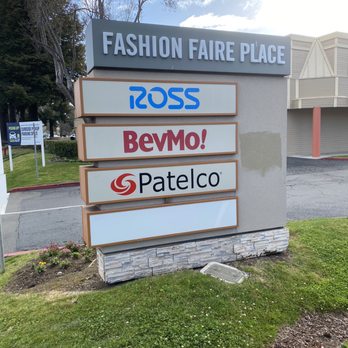 FASHION FAIRE PLACE
ROSS
BevMo!
Patelco